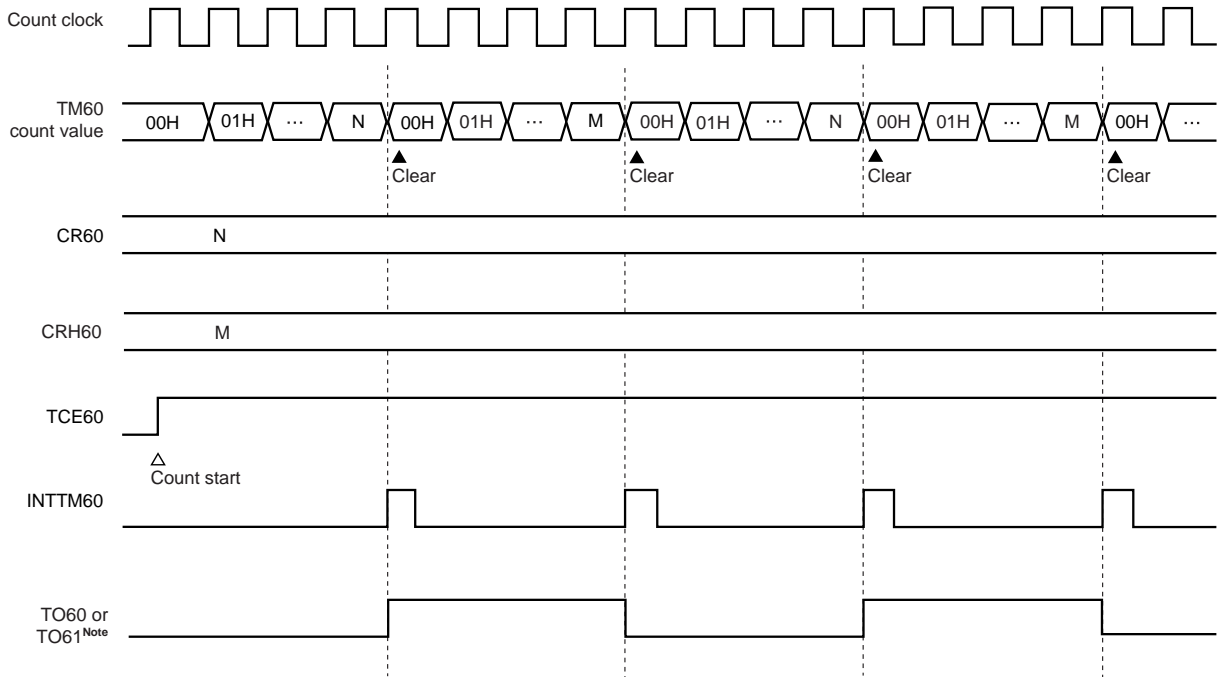 Count clock
TM60
count value
00H 01H ··· N 00H 01H ··· M 00H 01H ··· N 00H 01H ··· M 00H ···
Clear Clear Clear Clear
CR60 N
CRH60 M
TCE60
Count start
INTTM60
TO60 or
TO61Note